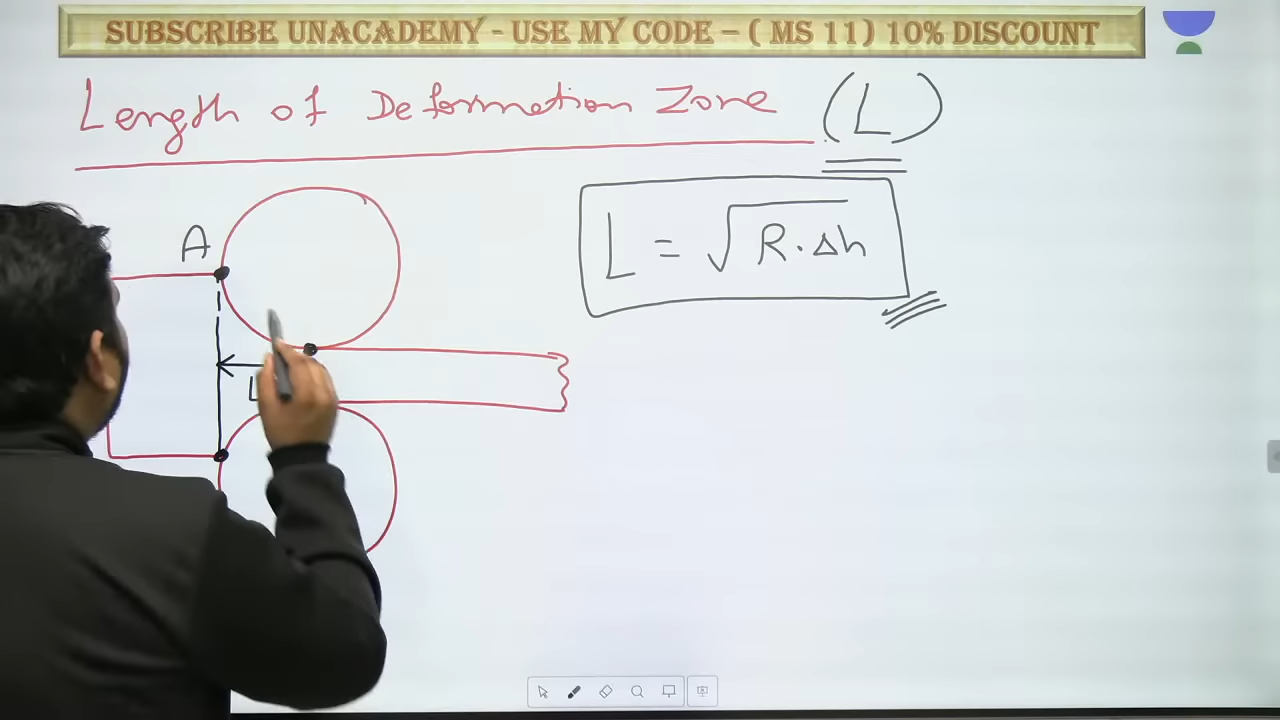 SUBSCRIBE UNACADEMY - USE MY CODE – ( MS 11) 10% DISCOUNT
Length of Deformation Zone (L)
L = √R·Δh
A
L